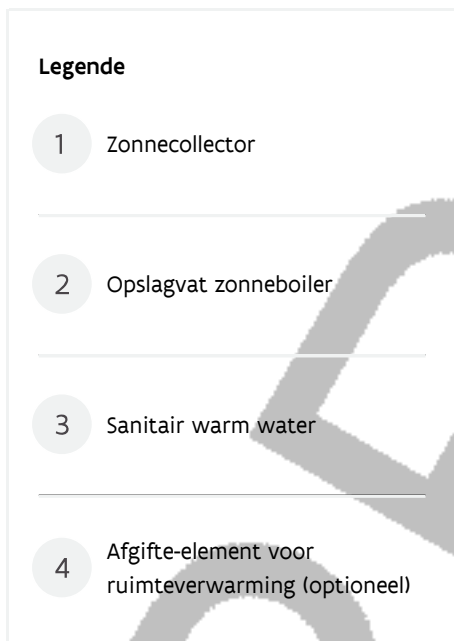 Legende
1 Zonnecollector
2 Opslagvat zonneboiler
3 Sanitair warm water
4 Afgifte-element voor
ruimteverwarming (optioneel)